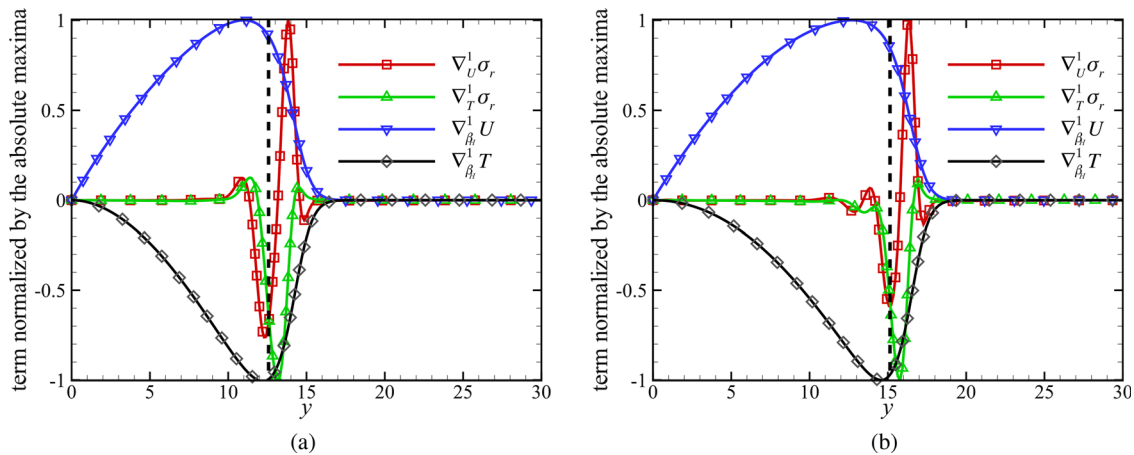 term normalized by the absolute maxima
1
0.5
0
-0.5
-1
0 5 10 15 20 25 30
y
∇¹_U σ_r
∇¹_T σ_r
∇¹_{β_H} U
∇¹_{β_H} T
(a)
term normalized by the absolute maxima
1
0.5
0
-0.5
-1
0 5 10 15 20 25 30
y
∇¹_U σ_r
∇¹_T σ_r
∇¹_{β_H} U
∇¹_{β_H} T
(b)